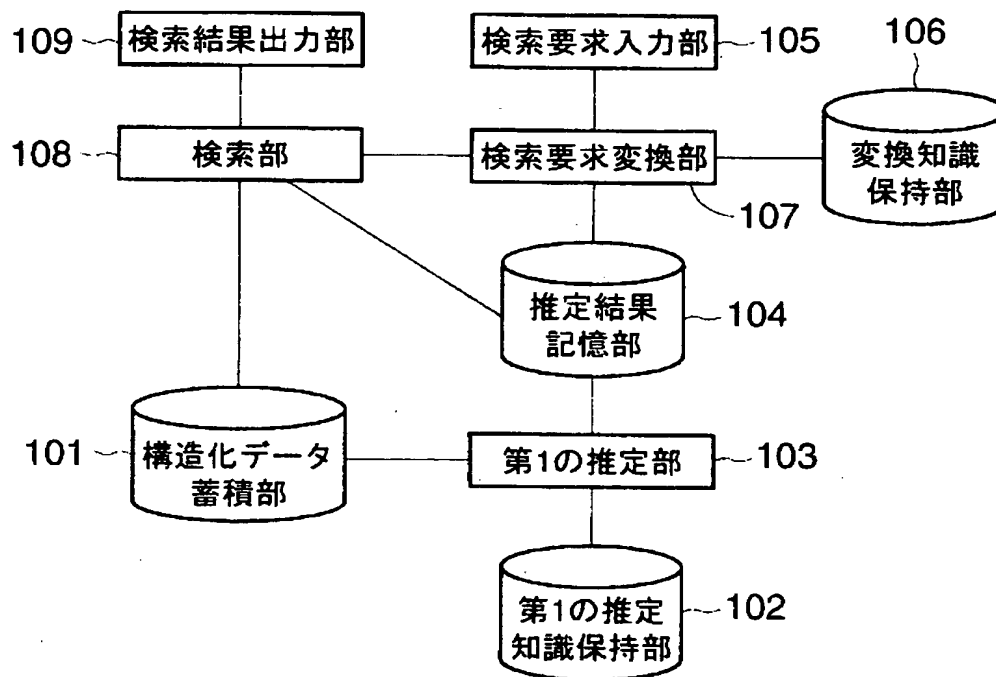 109
検索結果出力部
検索要求入力部
105
106
108
検索部
検索要求変換部
107
変換知識
保持部
推定結果
記憶部
104
101
構造化データ
蓄積部
第1の推定部
103
第1の推定
知識保持部
102